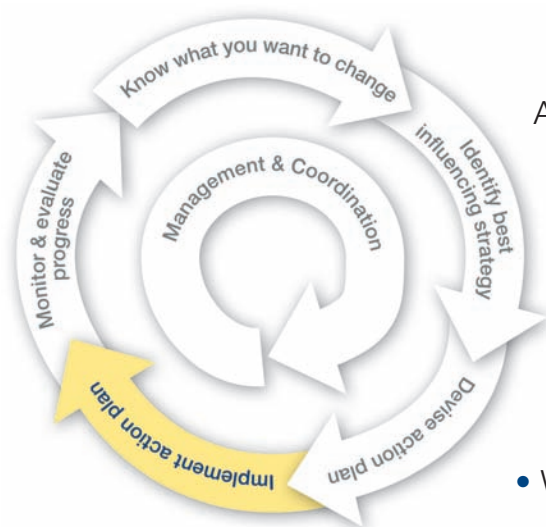 Know what you want to change
Identify best
influencing strategy
Devise action plan
Implement action plan
Monitor & evaluate
progress
Management & Coordination
A
• W